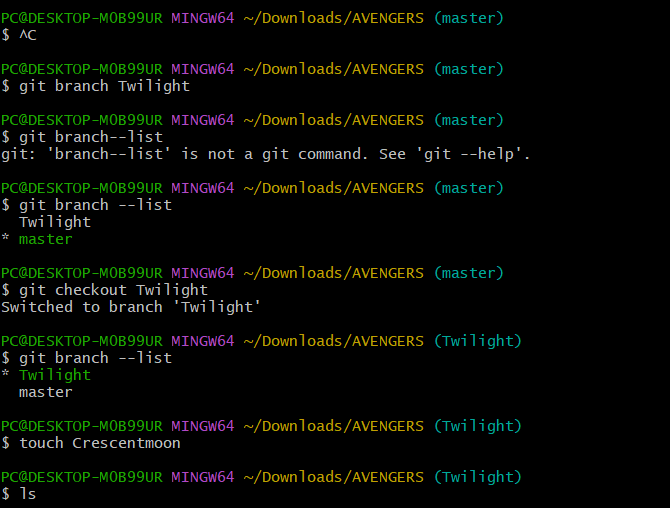 PC@DESKTOP-MOB99UR MINGW64 ~/Downloads/AVENGERS (master)
$ ^C
PC@DESKTOP-MOB99UR MINGW64 ~/Downloads/AVENGERS (master)
$ git branch Twilight
PC@DESKTOP-MOB99UR MINGW64 ~/Downloads/AVENGERS (master)
$ git branch--list
git: 'branch--list' is not a git command. See 'git --help'.
PC@DESKTOP-MOB99UR MINGW64 ~/Downloads/AVENGERS (master)
$ git branch --list
  Twilight
* master
PC@DESKTOP-MOB99UR MINGW64 ~/Downloads/AVENGERS (master)
$ git checkout Twilight
Switched to branch 'Twilight'
PC@DESKTOP-MOB99UR MINGW64 ~/Downloads/AVENGERS (Twilight)
$ git branch --list
* Twilight
  master
PC@DESKTOP-MOB99UR MINGW64 ~/Downloads/AVENGERS (Twilight)
$ touch Crescentmoon
PC@DESKTOP-MOB99UR MINGW64 ~/Downloads/AVENGERS (Twilight)
$ ls